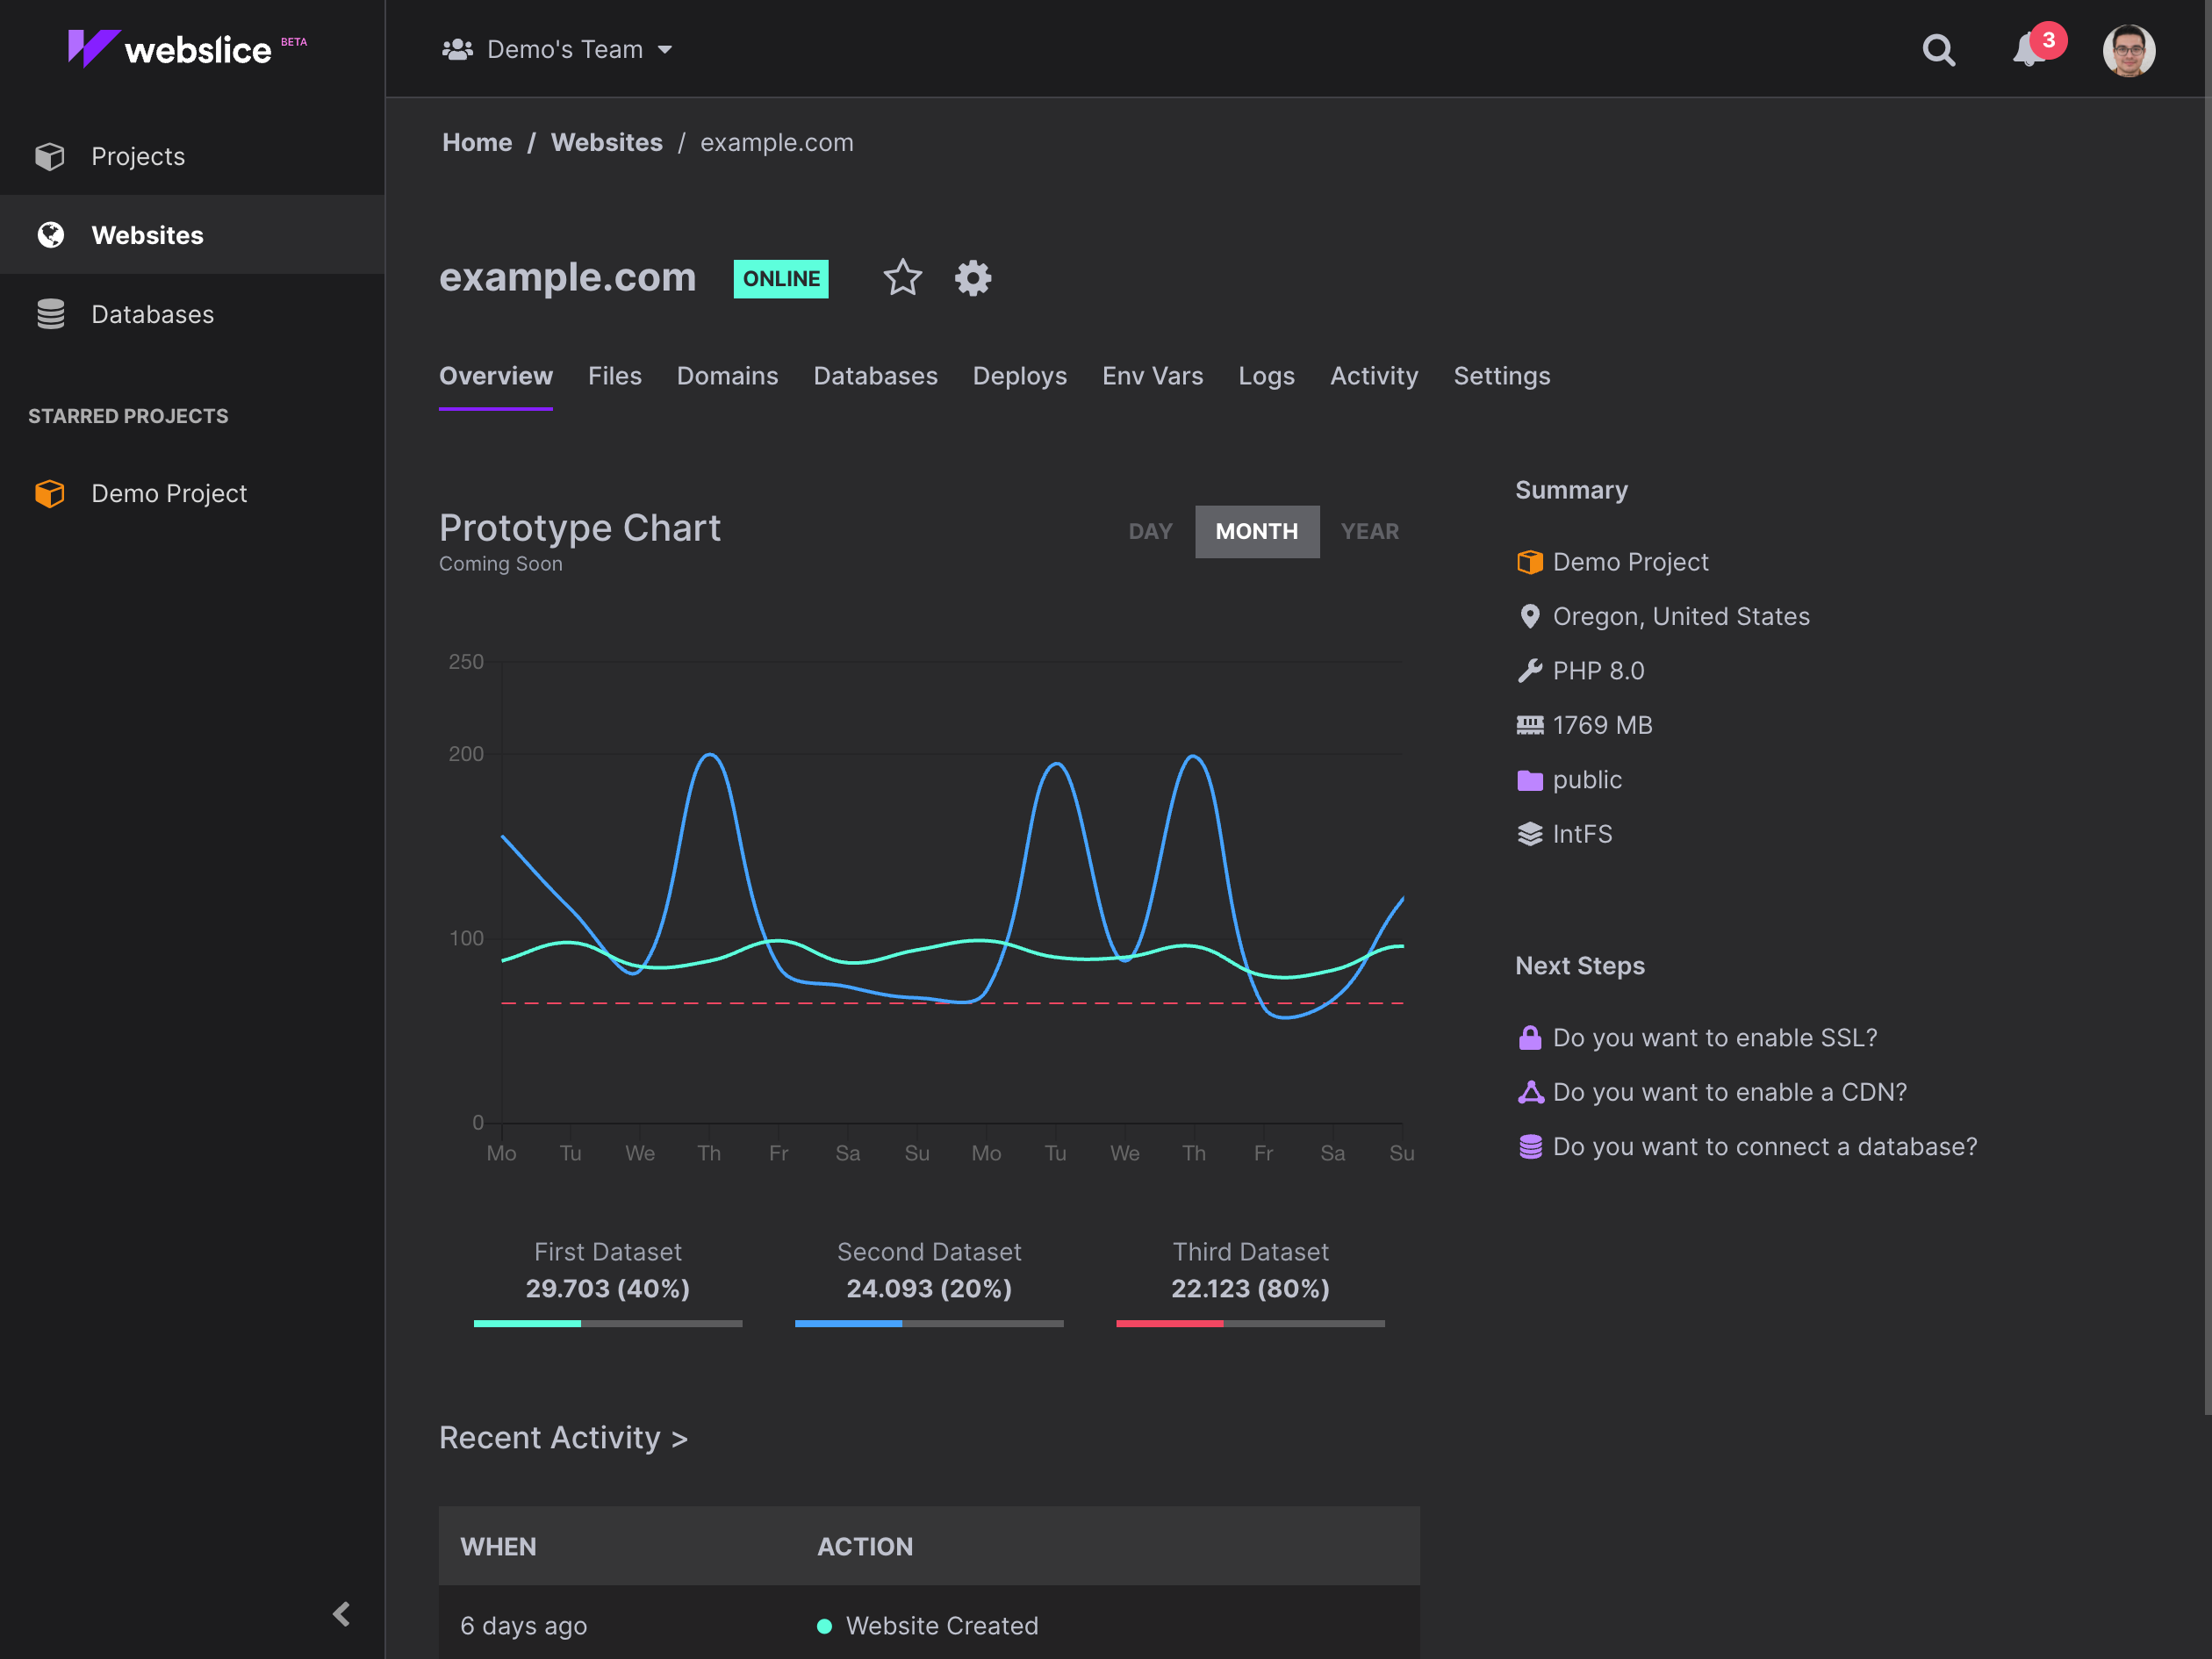 webslice BETA
Demo's Team
3
Projects
Websites
Databases
STARRED PROJECTS
Demo Project
Home / Websites / example.com
example.com ONLINE
Overview Files Domains Databases Deploys Env Vars Logs Activity Settings
Prototype Chart
Coming Soon
DAY MONTH YEAR
250
200
100
0
Mo Tu We Th Fr Sa Su Mo Tu We Th Fr Sa Su
First Dataset
29.703 (40%)
Second Dataset
24.093 (20%)
Third Dataset
22.123 (80%)
Recent Activity >
WHEN ACTION
6 days ago Website Created
Summary
Demo Project
Oregon, United States
PHP 8.0
1769 MB
public
IntFS
Next Steps
Do you want to enable SSL?
Do you want to enable a CDN?
Do you want to connect a database?